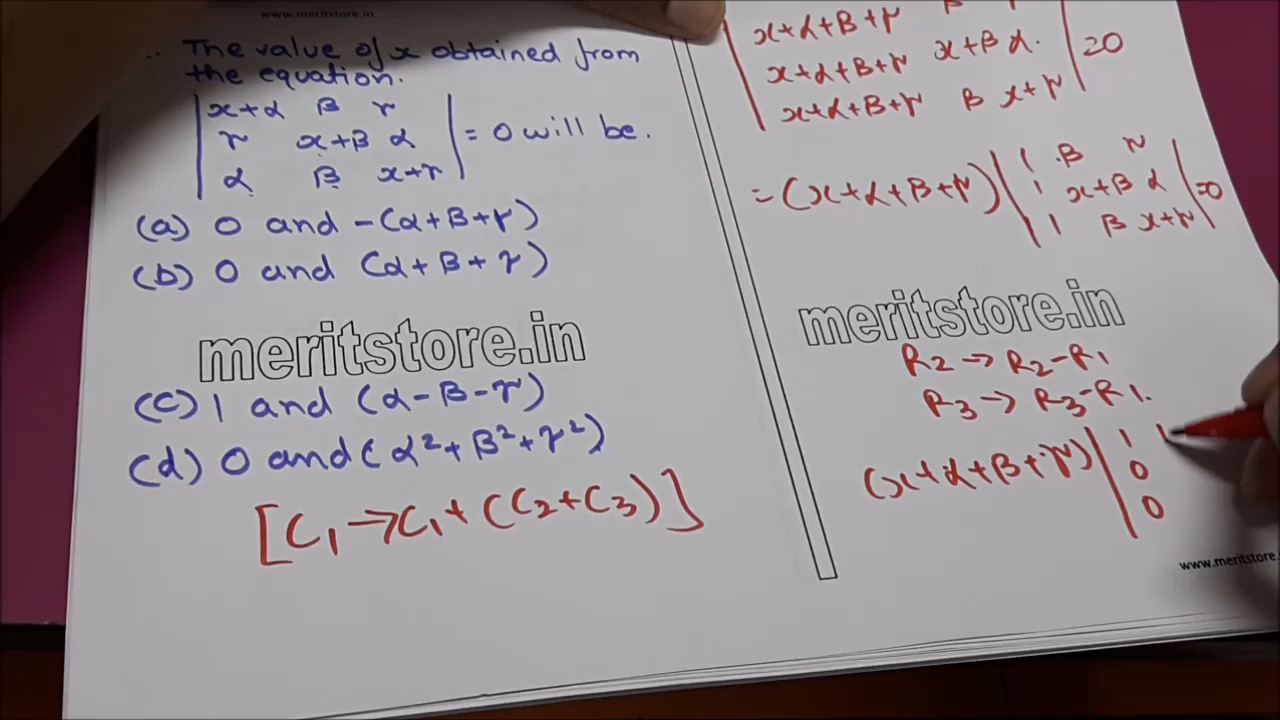 www.meritstore.in
The value of x obtained from
the equation.
| x+α β γ |
| γ x+β α | = 0 will be.
| α β x+γ |
(a) 0 and -(α+β+γ)
(b) 0 and (α+β+γ)
meritstore.in
(c) 1 and (α-β-γ)
(d) 0 and (α²+β²+γ²)
[C₁→C₁+(C₂+C₃)]
| x+α+β+γ
| x+α+β+γ x+β α. | =0
| x+α+β+γ β x+γ |
| 1 β γ |
= (x+α+β+γ) | 1 x+β α | =0
| 1 β x+γ |
meritstore.in
R₂ → R₂-R₁
R₃ → R₃-R₁.
(x+α+β+γ) | 1
| 0
| 0
www.meritstore.